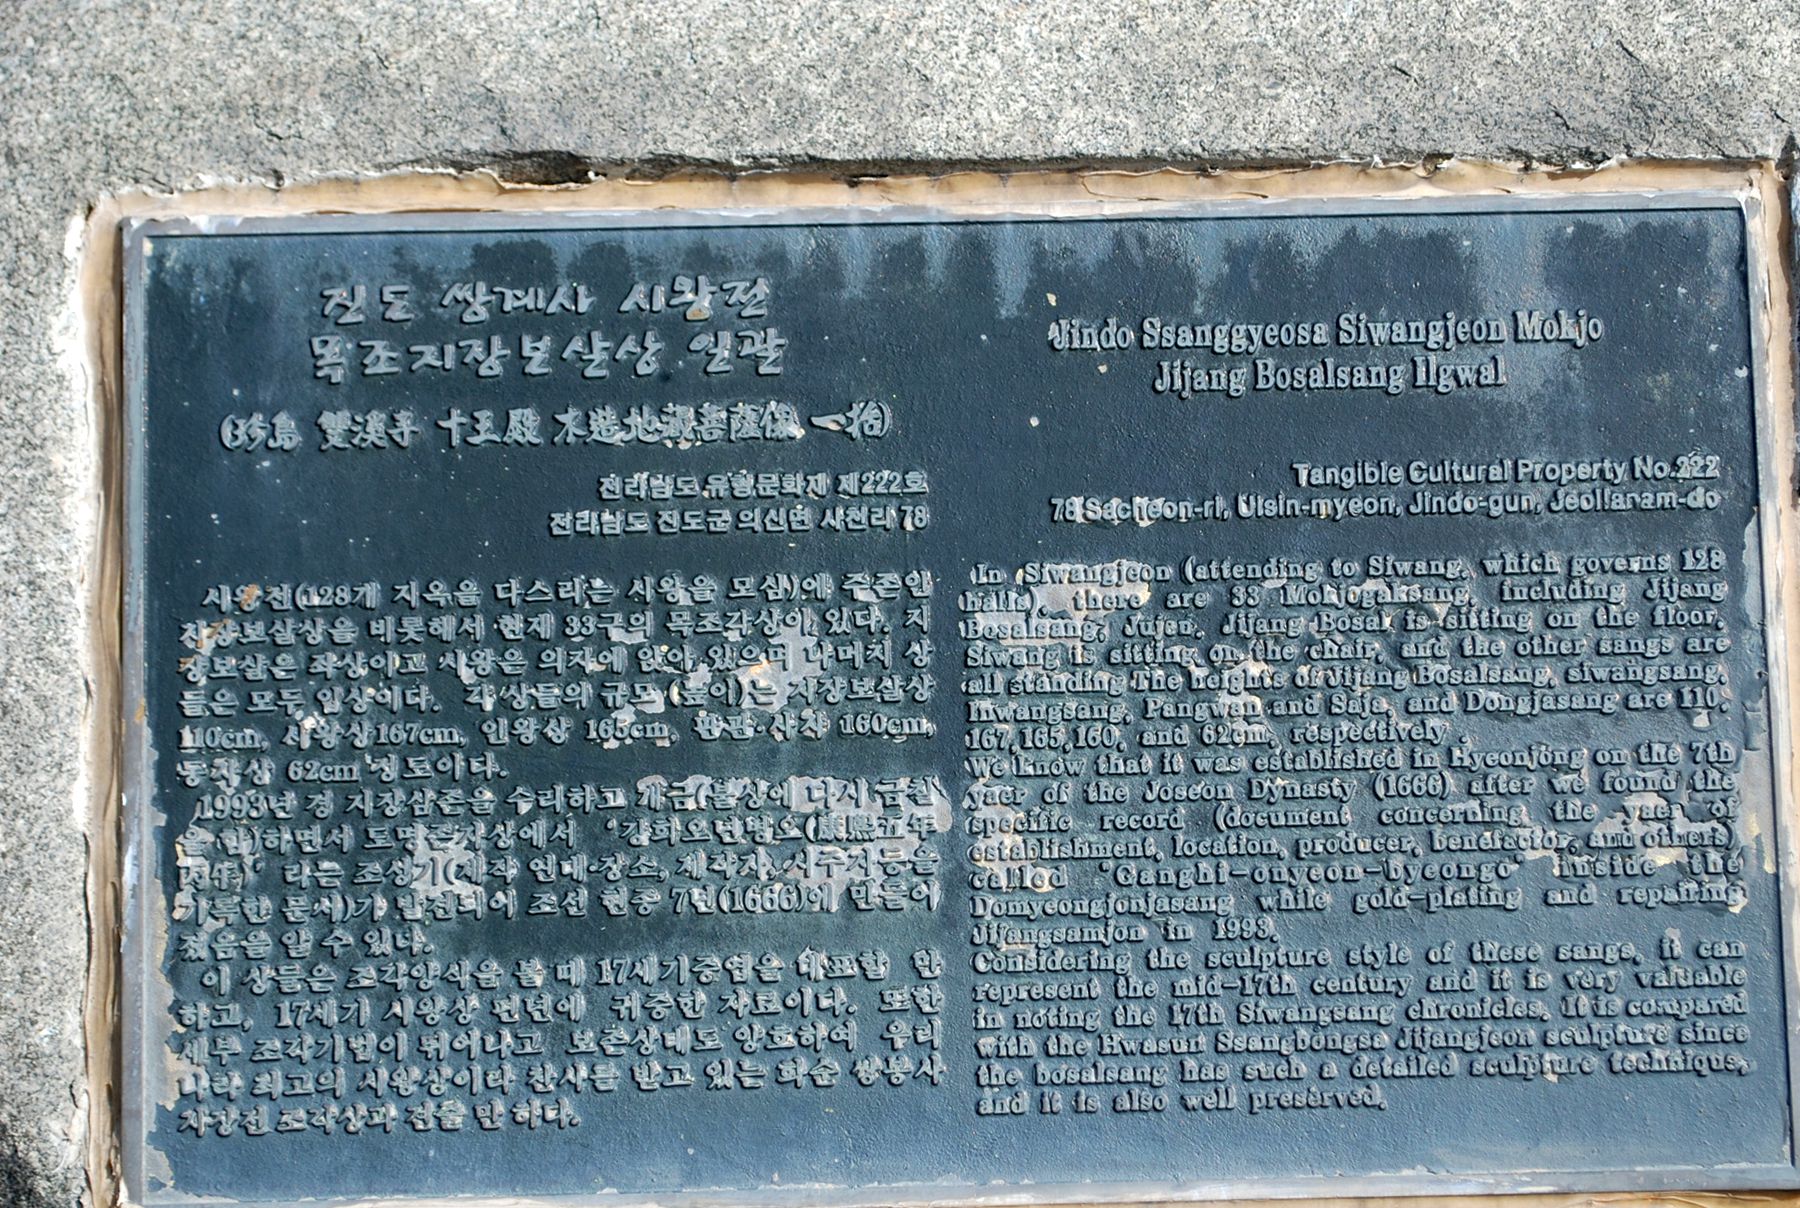 진도 쌍계사 시왕전
목조지장보살상 일괄
(珍島 雙溪寺 十王殿 木造地藏菩薩像 一括)
전라남도 유형문화재 제222호
전라남도 진도군 의신면 사천리 78
시왕전(128개 지옥을 다스리는 시왕을 모심)에 주존인
지장보살상을 비롯해서 현재 33구의 목조각상이 있다. 지
장보살은 좌상이고 시왕은 의자에 앉아 있으며 나머지 상
들은 모두 입상이다. 각 상들의 규모(높이)는 지장보살상
110cm, 시왕상167cm, 인왕상 165cm, 판관·사자 160cm,
동자상 62cm 정도이다.
1993년 경 지장삼존을 수리하고 개금(불상에 다시 금칠
을 함)하면서 도명존자상에서 '강희오년병오(康熙五年
丙午)' 라는 조성기(제작 연대·장소, 제작자, 시주자등을
기록한 문서)가 발견되어 조선 현종 7년(1666)에 만들어
졌음을 알 수 있다.
이 상들은 조각양식을 볼 때 17세기중엽을 대표할 만
하고, 17세기 시왕상 편년에 귀중한 자료이다. 또한
세부 조각기법이 뛰어나고 보존상태도 양호하여 우리
나라 최고의 시왕상이라 찬사를 받고 있는 화순 쌍봉사
지장전 조각상과 견줄 만 하다.
Jindo Ssanggyeosa Siwangjeon Mokjo
Jijang Bosalsang Ilgwal
Tangible Cultural Property No.222
78 Sacheon-ri, Uisin-myeon, Jindo-gun, Jeollanam-do
In Siwangjeon (attending to Siwang, which governs 128
halls), there are 33 Mokjogaksang, including Jijang
Bosalsang, Jujon, Jijang Bosal is sitting on the floor,
Siwang is sitting on the chair, and the other sangs are
all standing The heights of Jijang Bosalsang, siwangsang,
Inwangsang, Pangwan and Saja, and Dongjasang are 110,
167,165,160, and 62cm, respectively.
We know that it was established in Hyeonjong on the 7th
yaer of the Joseon Dynasty (1666) after we found the
specific record (document concerning the yaer of
establishment, location, producer, benefactor, and others)
called 'Ganghi-onyeon-byeongo' inside the
Domyeongjonjasang while gold-plating and repairing
Jijangsamjon in 1993.
Considering the sculpture style of these sangs, it can
represent the mid-17th century and it is very valuable
in noting the 17th Siwangsang chronicles. It is compared
with the Hwasun Ssangbongsa Jijangjeon sculpture since
the bosalsang has such a detailed sculpture techniqus,
and it is also well preserved.